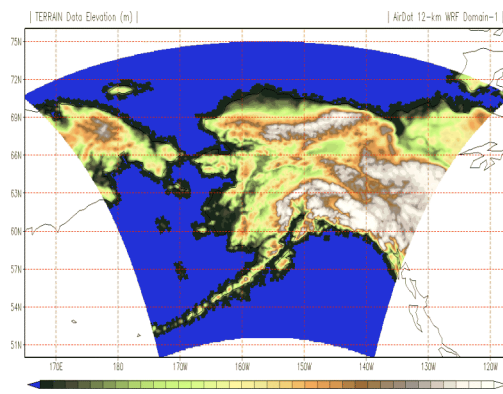 | TERRAIN Data Elevation (m) | | AirDat 12-km WRF Domain-1 |
75N
72N
69N
66N
63N
60N
57N
54N
51N
170E 180 170W 160W 150W 140W 130W 120W